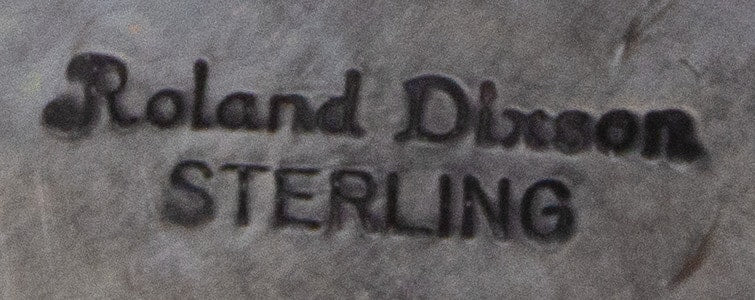 Roland Dixson
STERLING